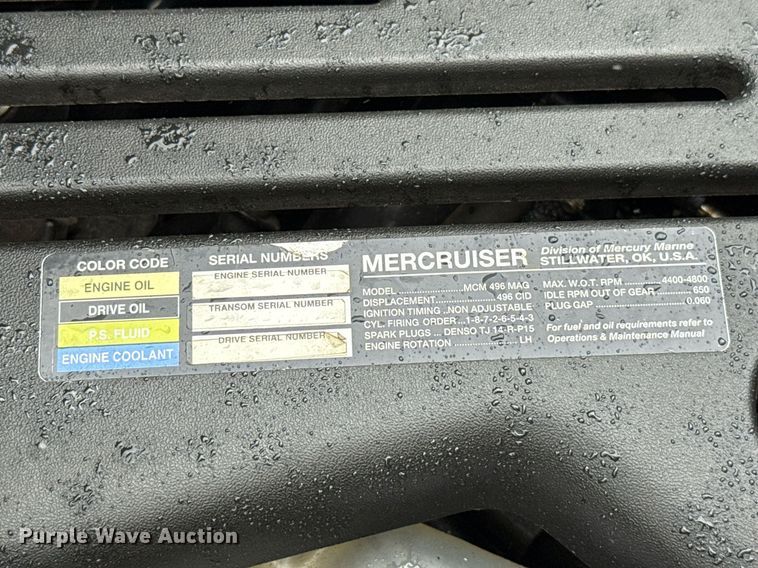 COLOR CODE
ENGINE OIL
DRIVE OIL
P.S. FLUID
ENGINE COOLANT
SERIAL NUMBERS
ENGINE SERIAL NUMBER
TRANSOM SERIAL NUMBER
DRIVE SERIAL NUMBER
MERCRUISER
Division of Mercury Marine
STILLWATER, OK, U.S.A.
MODEL MCM 496 MAG
DISPLACEMENT 496 CID
IGNITION TIMING ..NON ADJUSTABLE
CYL. FIRING ORDER...1-8-7-2-6-5-4-3
SPARK PLUGS DENSO TJ 14-R-P15
ENGINE ROTATION LH
MAX. W.O.T. RPM 4400-4800
IDLE RPM OUT OF GEAR 650
PLUG GAP 0.060
For fuel and oil requirements refer to
Operations & Maintenance Manual
Purple Wave Auction®